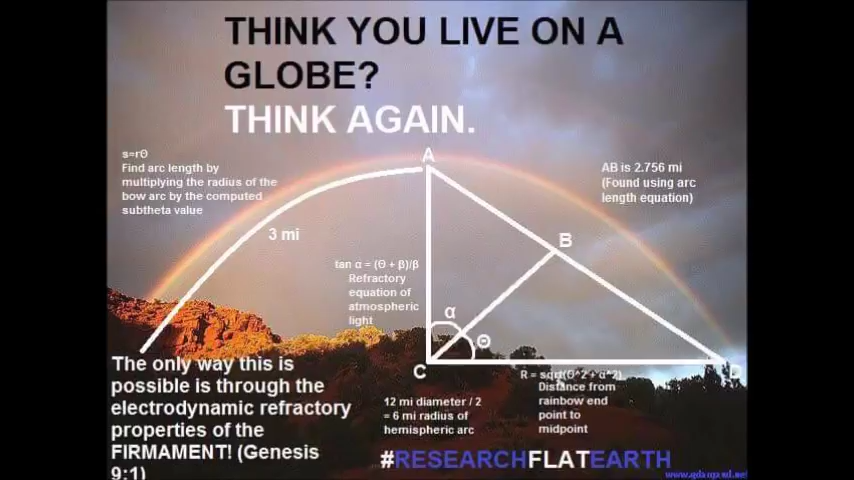 THINK YOU LIVE ON A
GLOBE?
THINK AGAIN.
s=rΘ
Find arc length by
multiplying the radius of the
bow arc by the computed
subtheta value
A
AB is 2.756 mi
(Found using arc
length equation)
3 mi
B
tan α = (Θ + β)/β
Refractory
equation of
atmospheric
light
α
Θ
C
D
R = sqrt(Θ^2 + α^2)
Distance from
rainbow end
point to
midpoint
12 mi diameter / 2
= 6 mi radius of
hemispheric arc
The only way this is
possible is through the
electrodynamic refractory
properties of the
FIRMAMENT! (Genesis
9:1)
#RESEARCHFLATEARTH